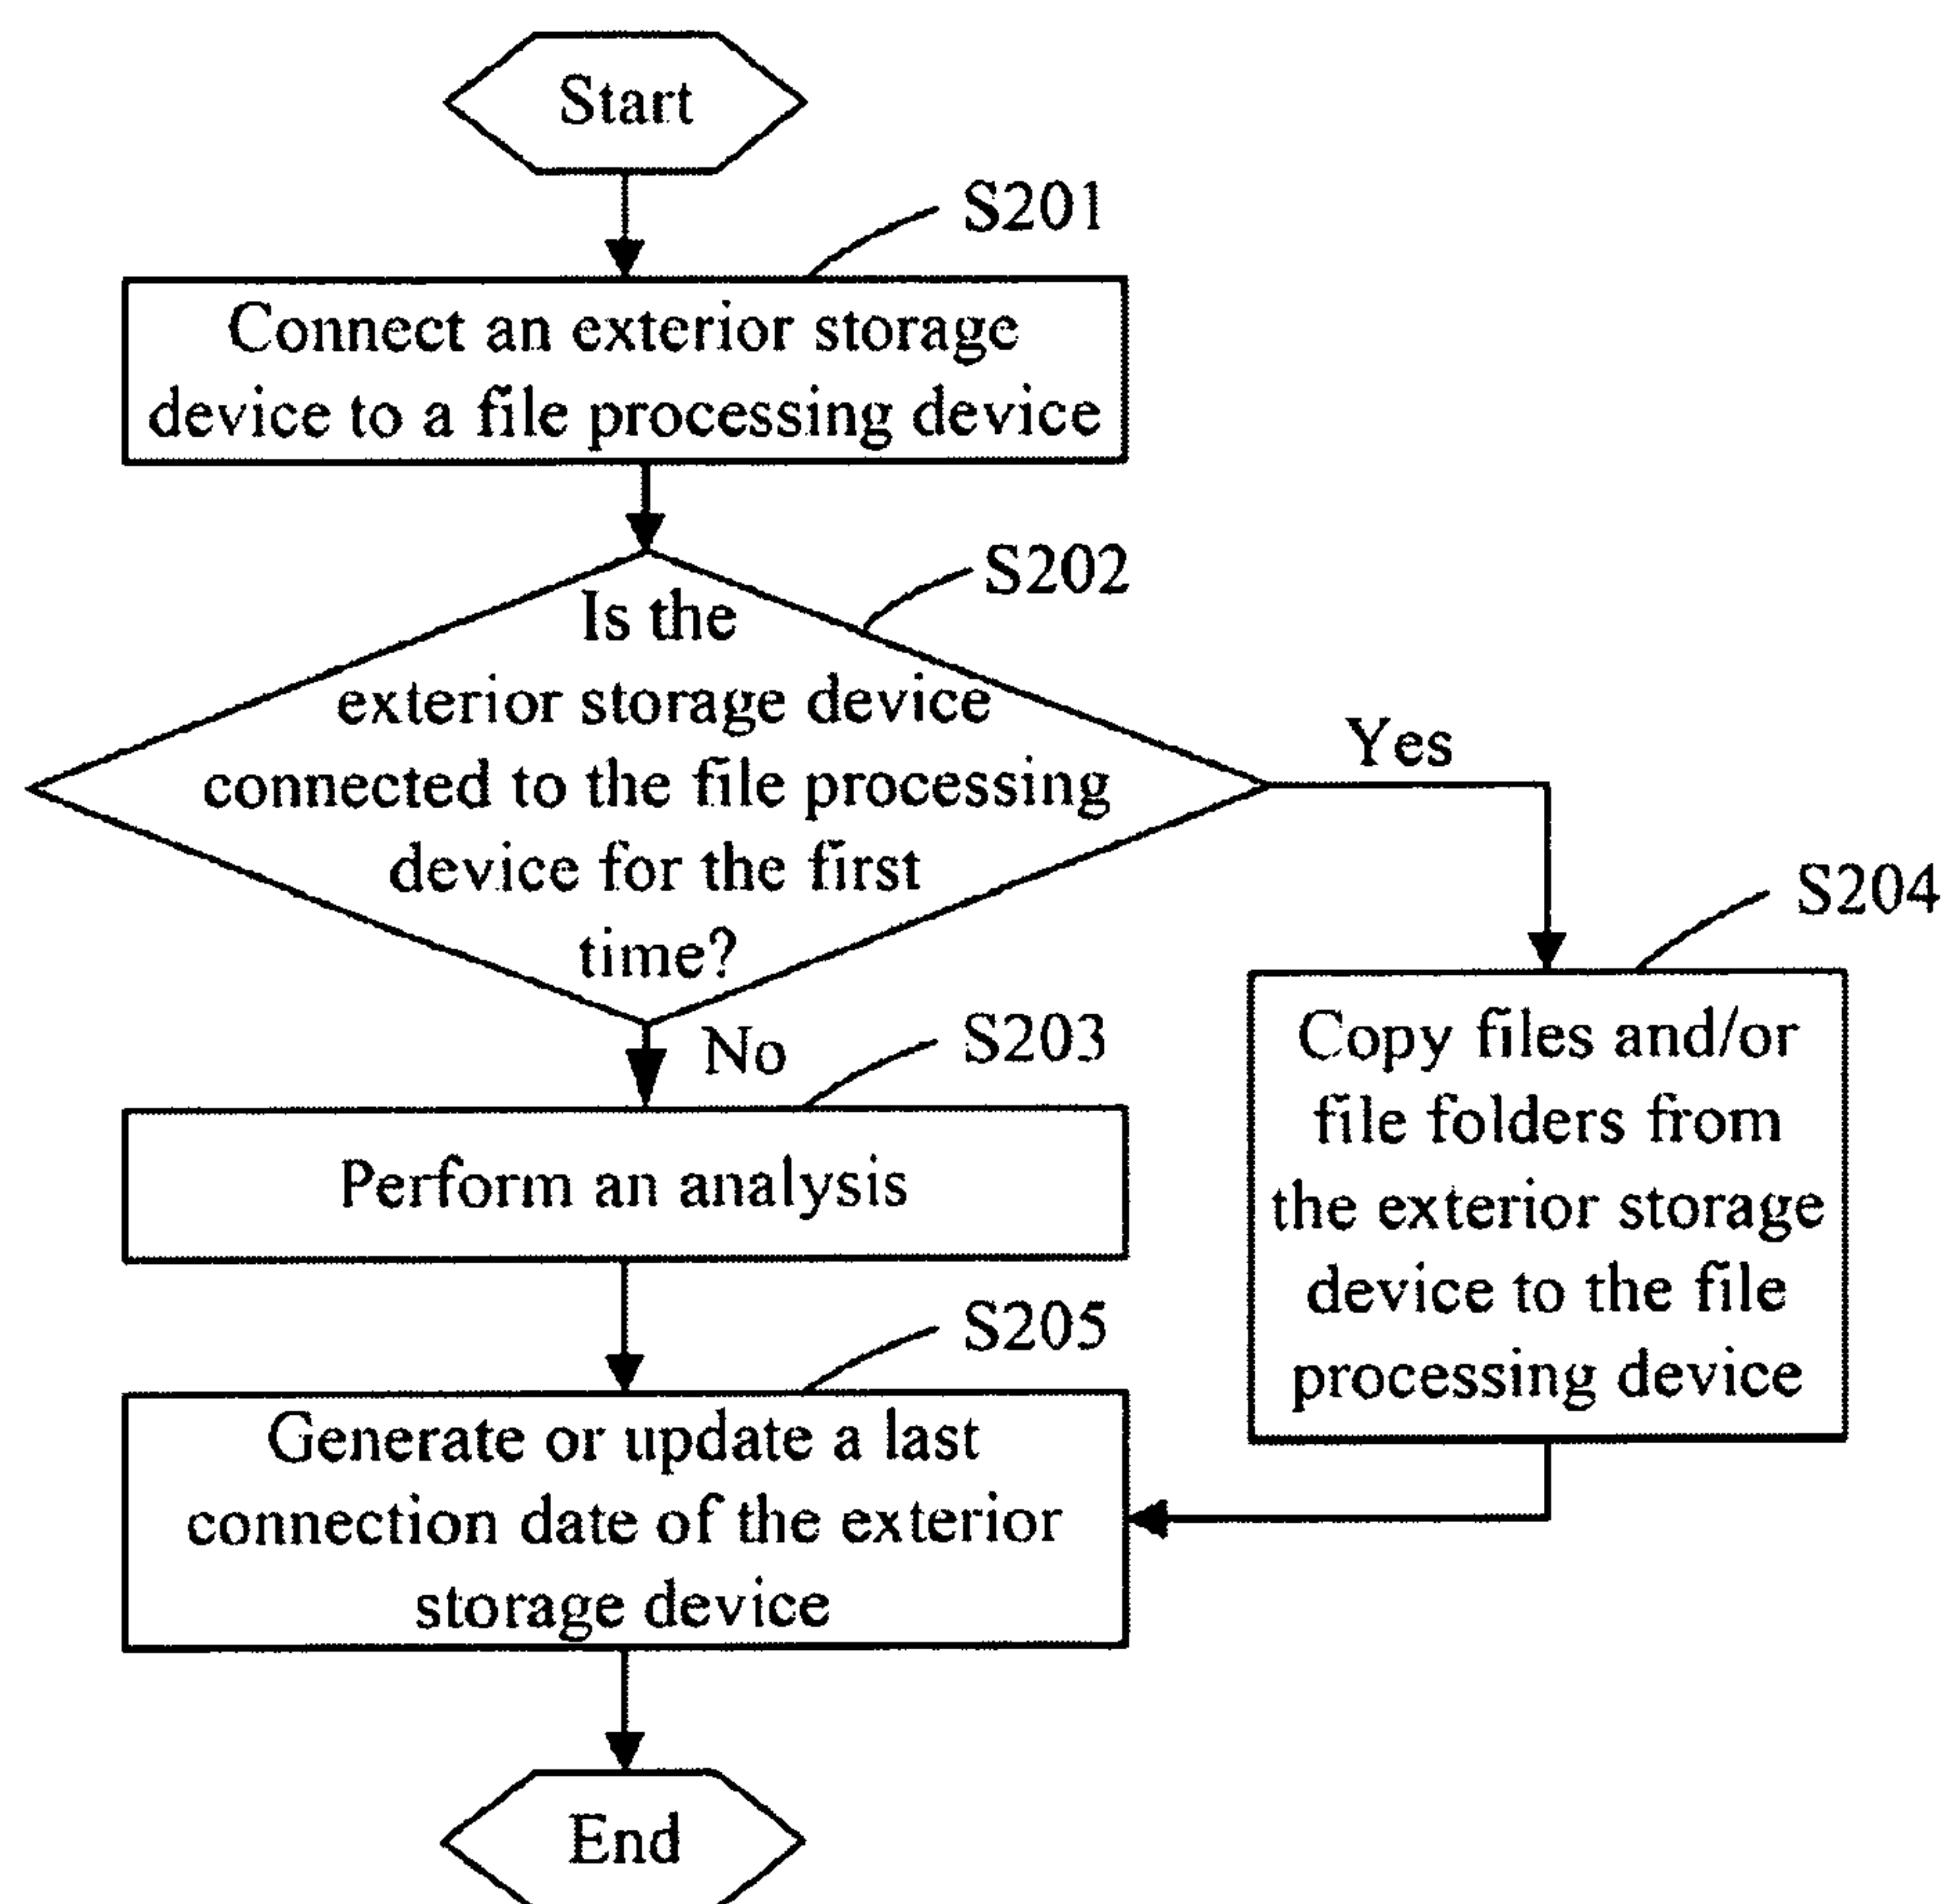 Start
S201
Connect an exterior storage
device to a file processing device
S202
Is the
exterior storage device
connected to the file processing
device for the first
time?
Yes
No
S203
Perform an analysis
S204
Copy files and/or
file folders from
the exterior storage
device to the file
processing device
S205
Generate or update a last
connection date of the exterior
storage device
End